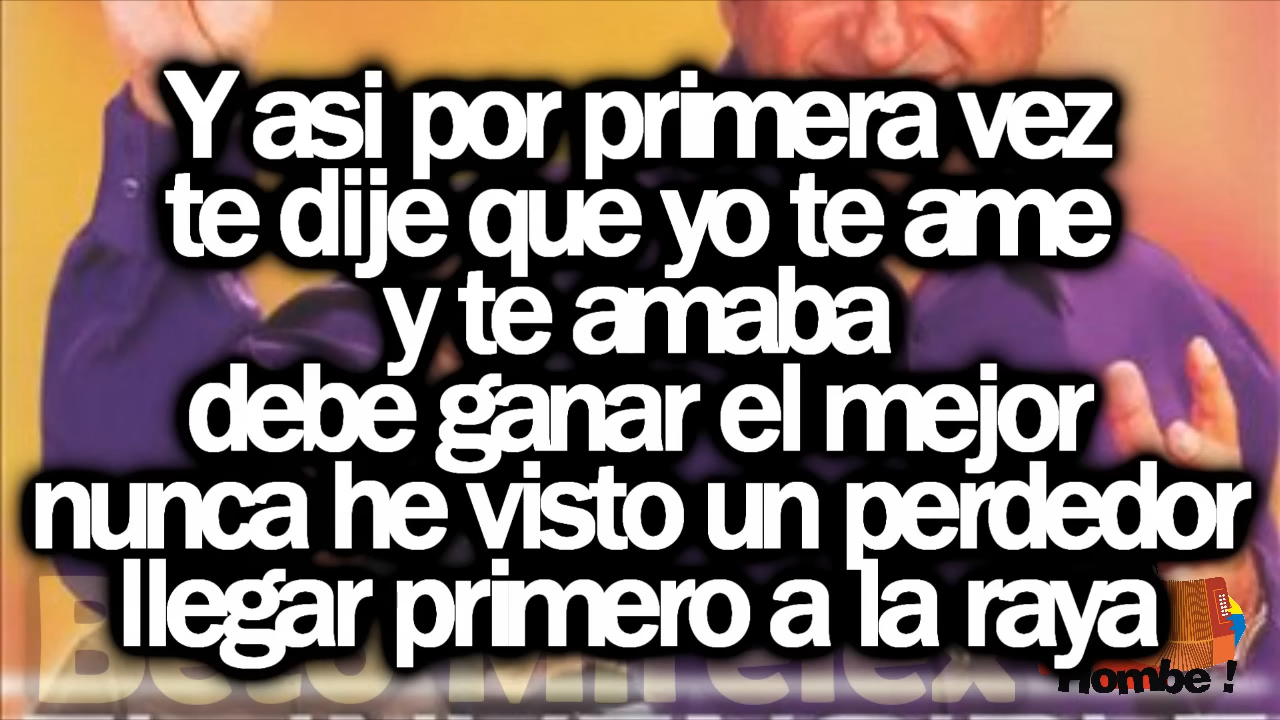 Y asi por primera vez
te dije que yo te ame
y te amaba
debe ganar el mejor
nunca he visto un perdedor
llegar primero a la raya
Hombe !